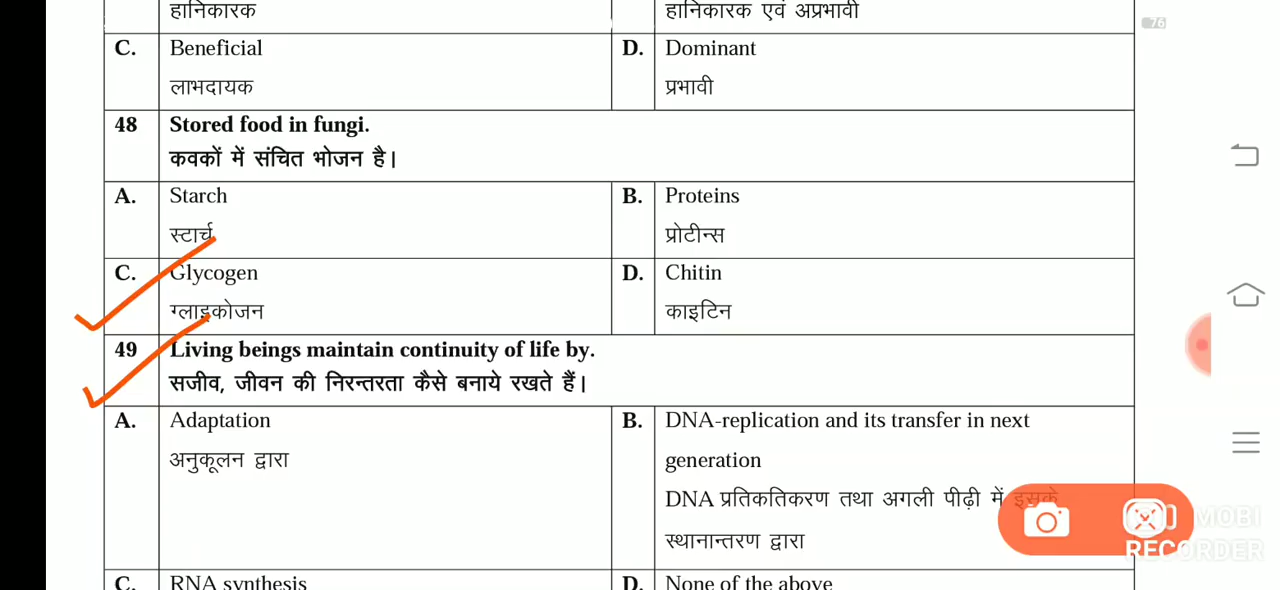 हानिकारक
हानिकारक एवं अप्रभावी
76
C. Beneficial
लाभदायक
D. Dominant
प्रभावी
48 Stored food in fungi.
कवकों में संचित भोजन है।
A. Starch
स्टार्च
B. Proteins
प्रोटीन्स
C. Glycogen
ग्लाइकोजन
D. Chitin
काइटिन
49 Living beings maintain continuity of life by.
सजीव, जीवन की निरन्तरता कैसे बनाये रखते हैं।
A. Adaptation
अनुकूलन द्वारा
B. DNA-replication and its transfer in next
generation
DNA प्रतिकतिकरण तथा अगली पीढ़ी में इसके
स्थानान्तरण द्वारा
C. RNA synthesis
D. None of the above
MOBI
RECORDER